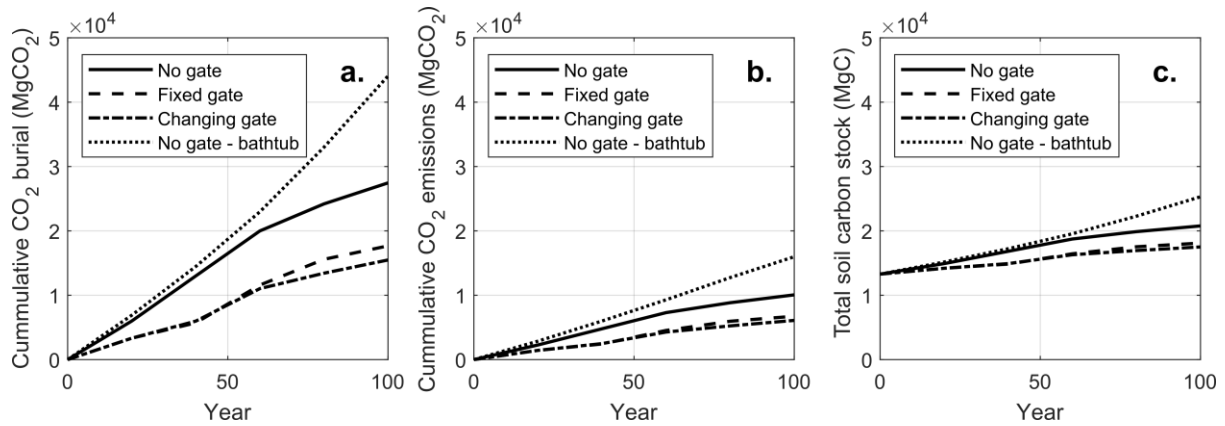 ×10⁴
5
4
3
2
1
0
Cumulative CO₂ burial (MgCO₂)
No gate
Fixed gate
Changing gate
No gate - bathtub
a.
0
50
100
Year
×10⁴
5
4
3
2
1
0
Cummulative CO₂ emissions (MgCO₂)
No gate
Fixed gate
Changing gate
No gate - bathtub
b.
0
50
100
Year
×10⁴
5
4
3
2
1
0
Total soil carbon stock (MgC)
No gate
Fixed gate
Changing gate
No gate - bathtub
c.
0
50
100
Year